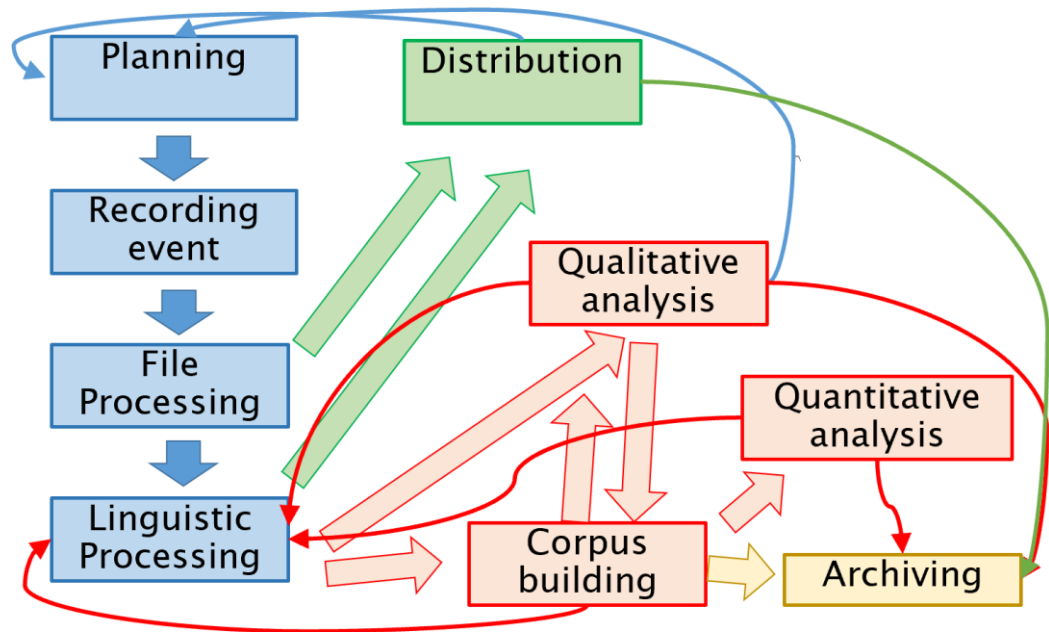 Planning
Distribution
Recording
event
Qualitative
analysis
File
Processing
Quantitative
analysis
Linguistic
Processing
Corpus
building
Archiving